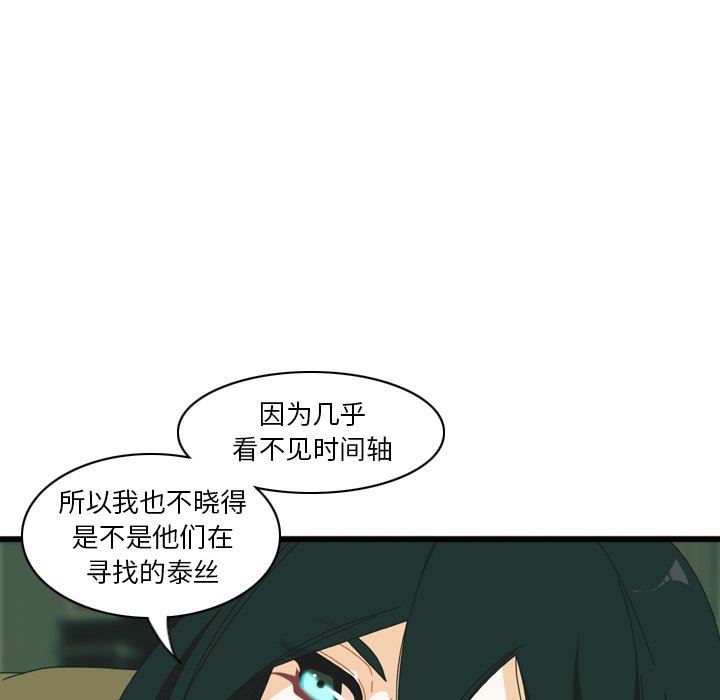 因为几乎
看不见时间轴
所以我也不晓得
是不是他们在
寻找的泰丝